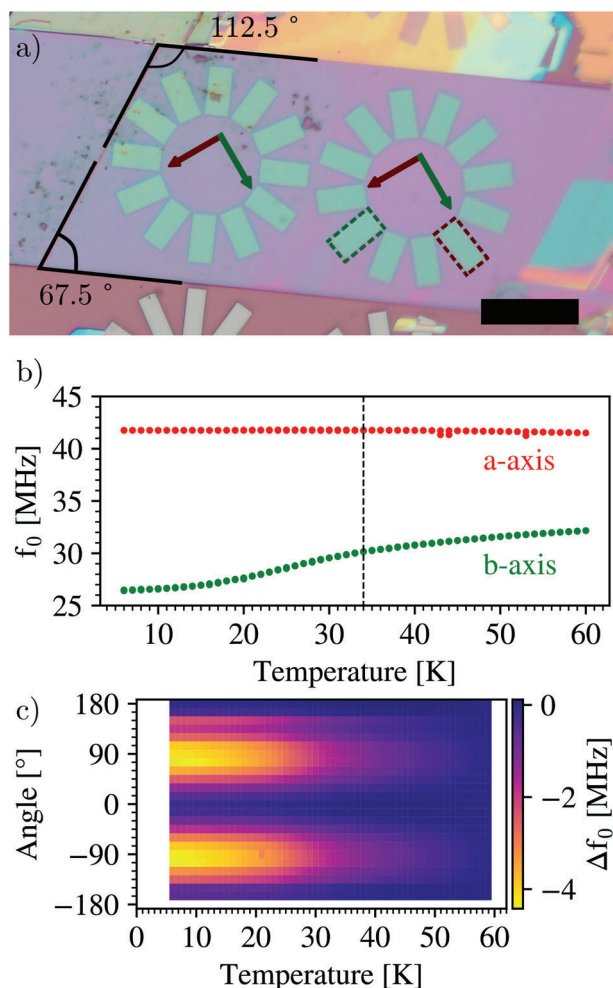 a)
112.5 °
67.5 °
b)
f₀ [MHz]
45
40
35
30
25
a-axis
b-axis
10 20 30 40 50 60
Temperature [K]
c)
Angle [°]
180
90
0
−90
−180
0 10 20 30 40 50 60
Temperature [K]
0
−2
−4
Δf₀ [MHz]